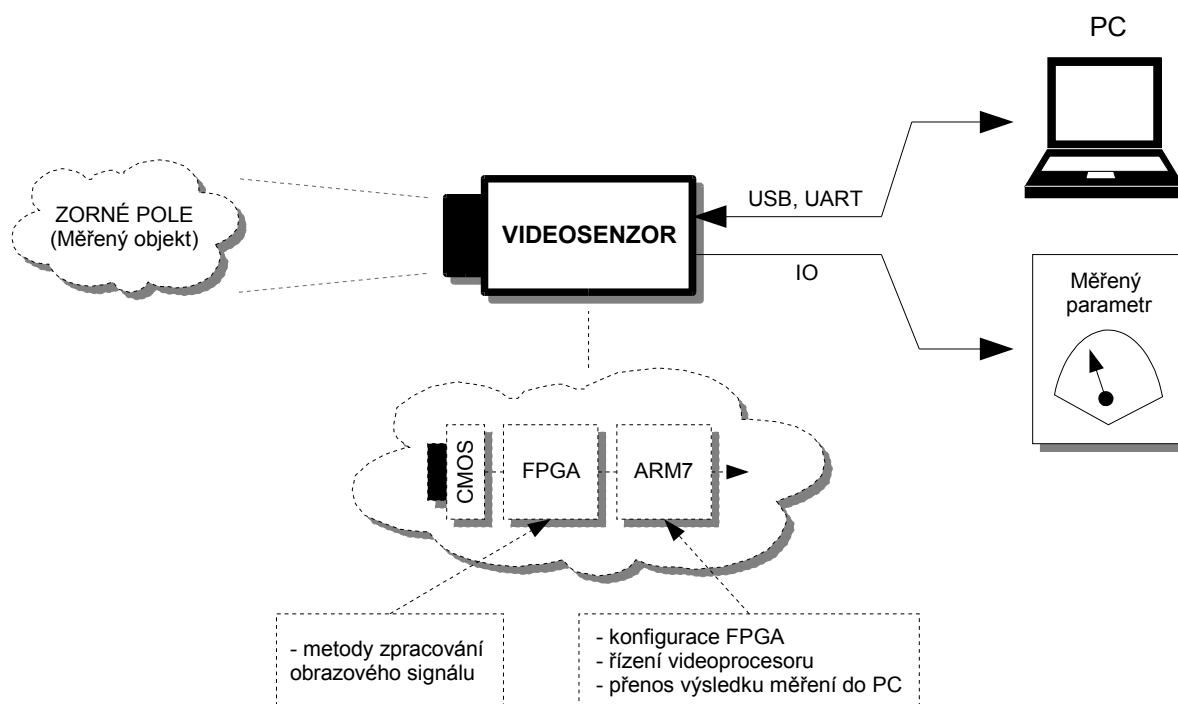 PC
ZORNÉ POLE
(Měřený objekt)
VIDEOSENZOR
USB, UART
IO
Měřený
parametr
CMOS
FPGA
ARM7
- metody zpracování
obrazového signálu
- konfigurace FPGA
- řízení videoprocesoru
- přenos výsledku měření do PC